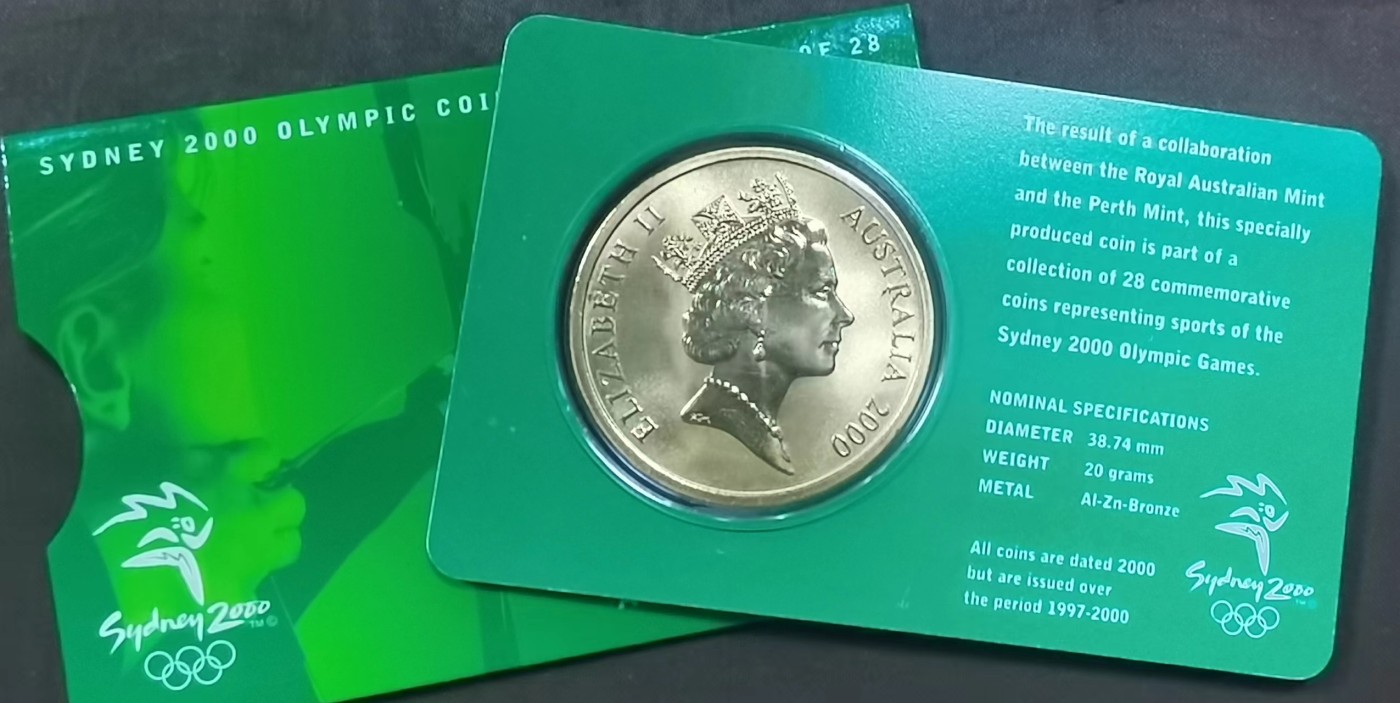 SYDNEY 2000 OLYMPIC
OF 28
Sydney 2000
TM ©
ELIZABETH II
AUSTRALIA 2000
The result of a collaboration
between the Royal Australian Mint
and the Perth Mint, this specially
produced coin is part of a
collection of 28 commemorative
coins representing sports of the
Sydney 2000 Olympic Games.
NOMINAL SPECIFICATIONS
DIAMETER 38.74 mm
WEIGHT 20 grams
METAL Al-Zn-Bronze
All coins are dated 2000
but are issued over
the period 1997-2000
Sydney 2000